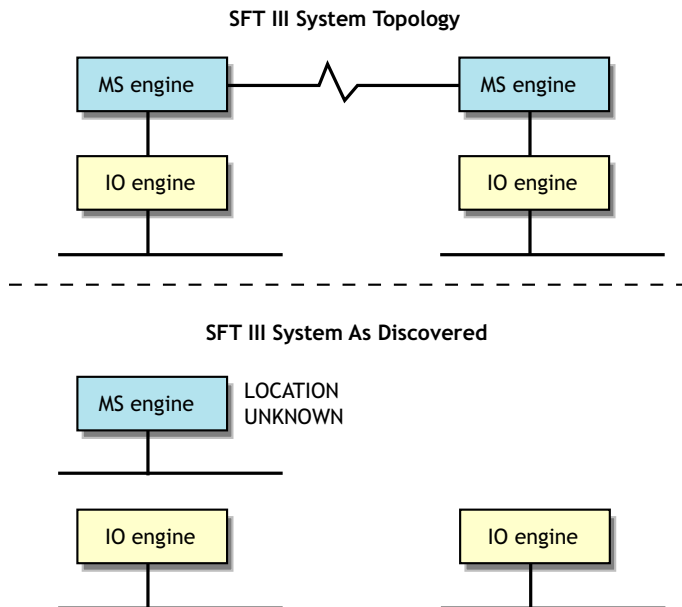 SFT III System Topology
MS engine
MS engine
IO engine
IO engine
SFT III System As Discovered
MS engine
LOCATION
UNKNOWN
IO engine
IO engine